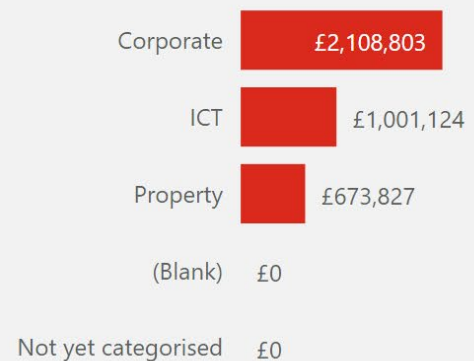 Corporate £2,108,803
ICT £1,001,124
Property £673,827
(Blank) £0
Not yet categorised £0